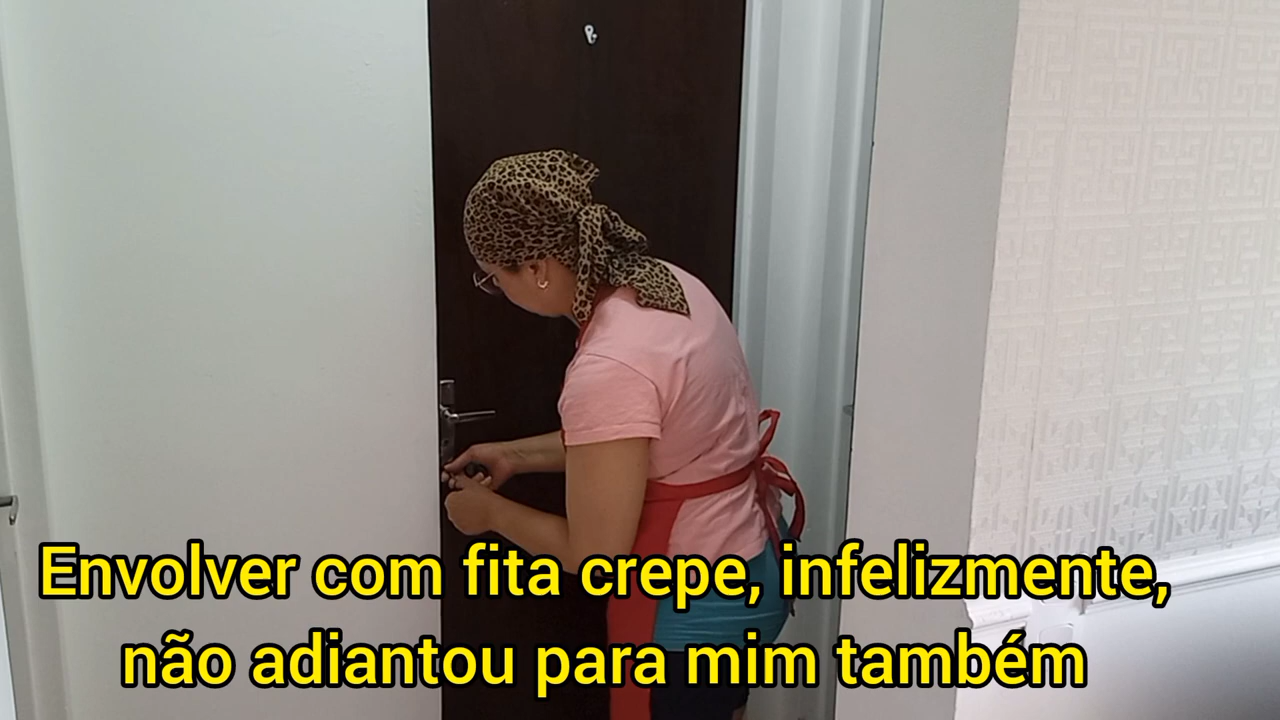 Envolver com fita crepe, infelizmente,
não adiantou para mim também